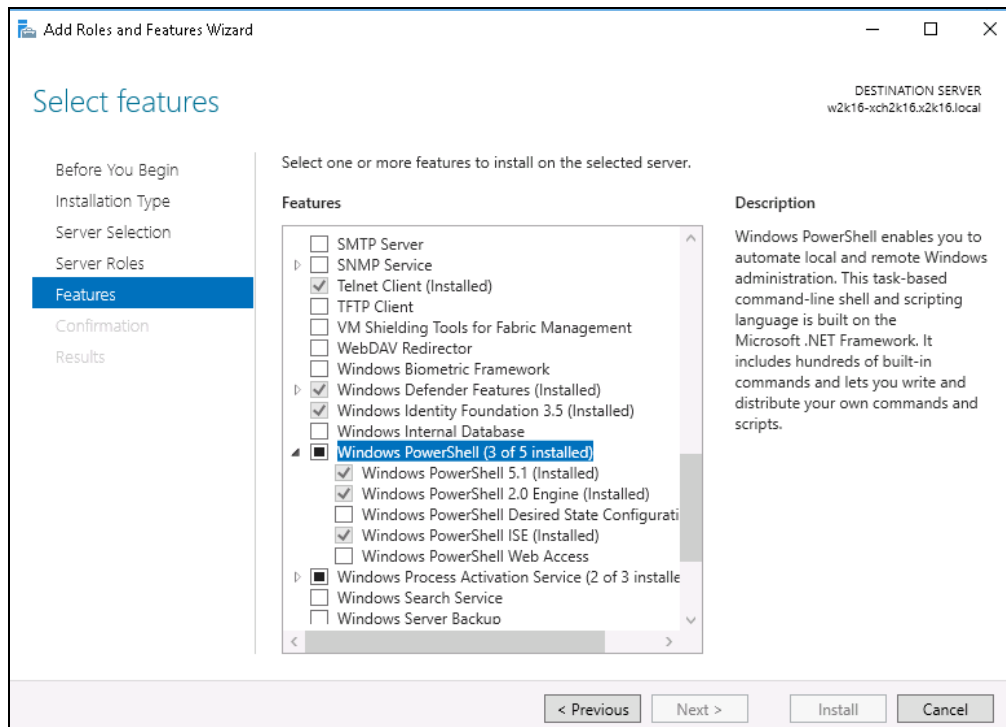 Add Roles and Features Wizard
Select features
DESTINATION SERVER
w2k16-xch2k16.x2k16.local
Before You Begin
Installation Type
Server Selection
Server Roles
Features
Confirmation
Results
Select one or more features to install on the selected server.
Features
SMTP Server
SNMP Service
Telnet Client (Installed)
TFTP Client
VM Shielding Tools for Fabric Management
WebDAV Redirector
Windows Biometric Framework
Windows Defender Features (Installed)
Windows Identity Foundation 3.5 (Installed)
Windows Internal Database
Windows PowerShell (3 of 5 installed)
Windows PowerShell 5.1 (Installed)
Windows PowerShell 2.0 Engine (Installed)
Windows PowerShell Desired State Configurati
Windows PowerShell ISE (Installed)
Windows PowerShell Web Access
Windows Process Activation Service (2 of 3 installe
Windows Search Service
Windows Server Backup
Description
Windows PowerShell enables you to
automate local and remote Windows
administration. This task-based
command-line shell and scripting
language is built on the
Microsoft .NET Framework. It
includes hundreds of built-in
commands and lets you write and
distribute your own commands and
scripts.
< Previous
Next >
Install
Cancel